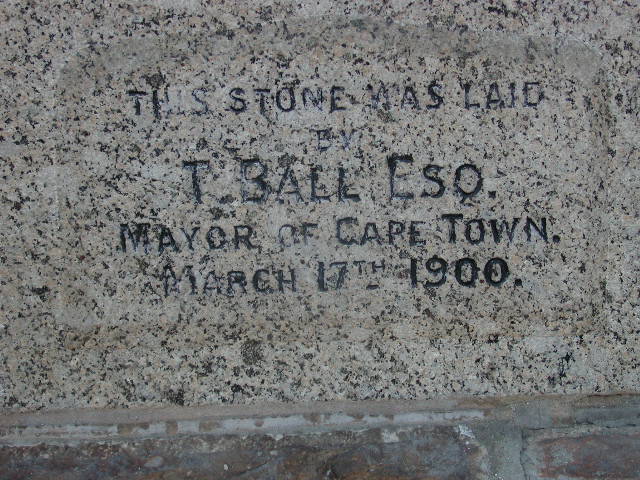 THIS STONE WAS LAID
BY
T. BALL ESQ.
MAYOR OF CAPE TOWN.
MARCH 17TH 1900.